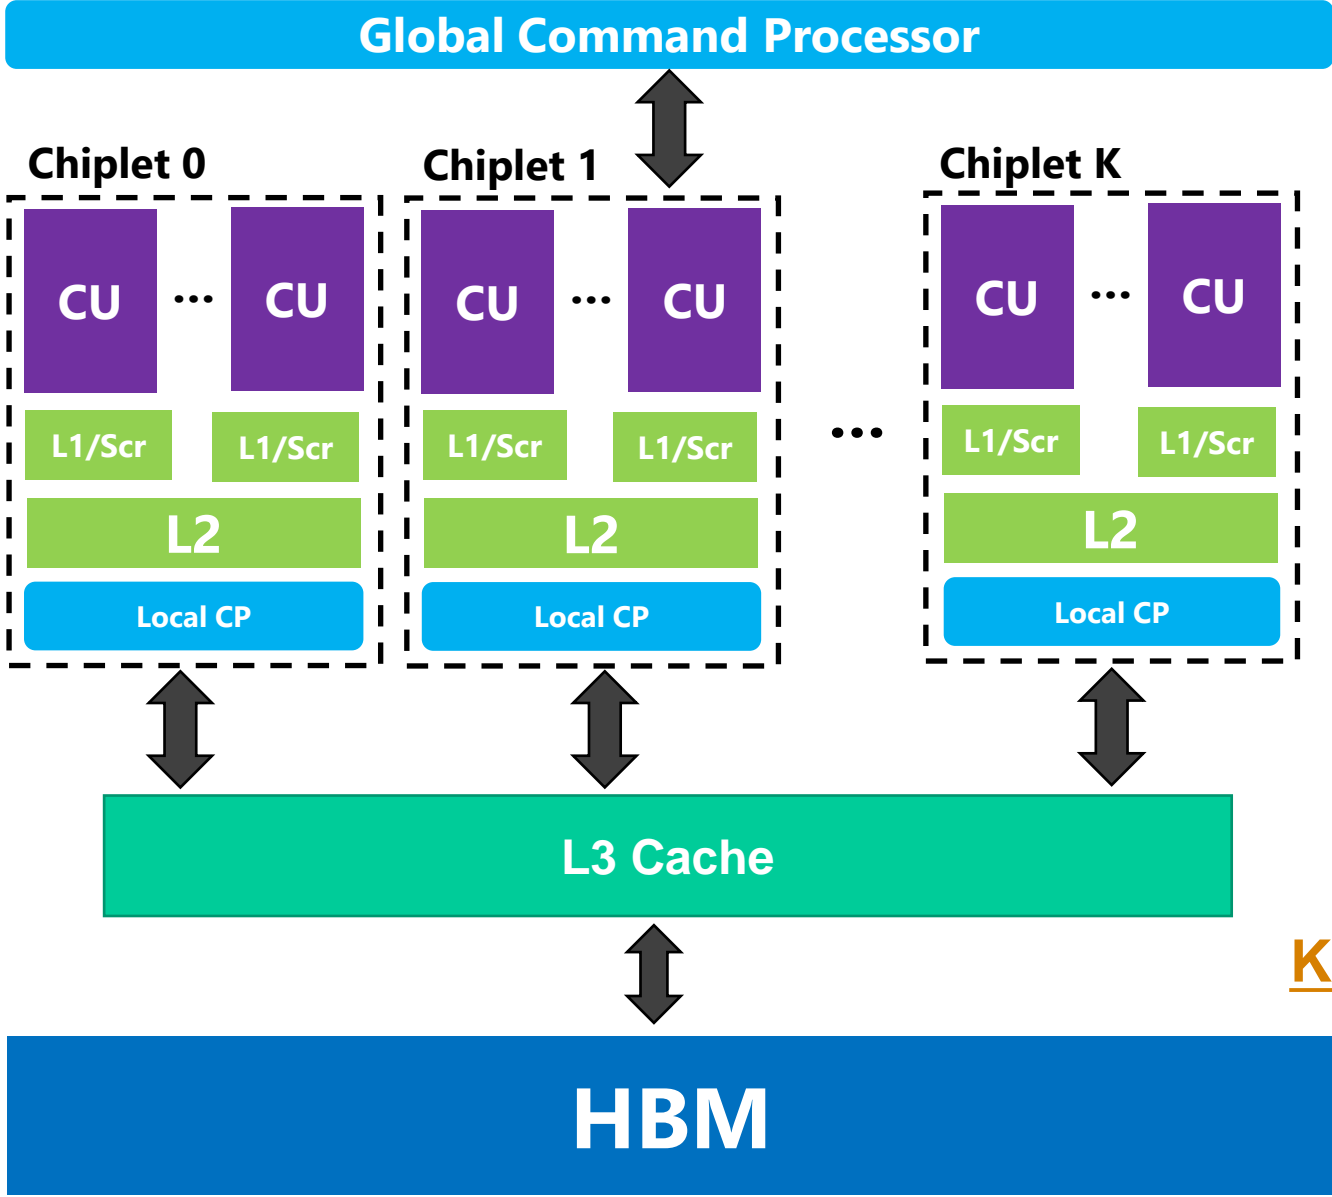 Global Command Processor
Chiplet 0
Chiplet 1
Chiplet K
CU ... CU
CU ... CU
...
CU ... CU
L1/Scr L1/Scr
L1/Scr L1/Scr
L1/Scr L1/Scr
L2
L2
L2
Local CP
Local CP
Local CP
L3 Cache
K
HBM